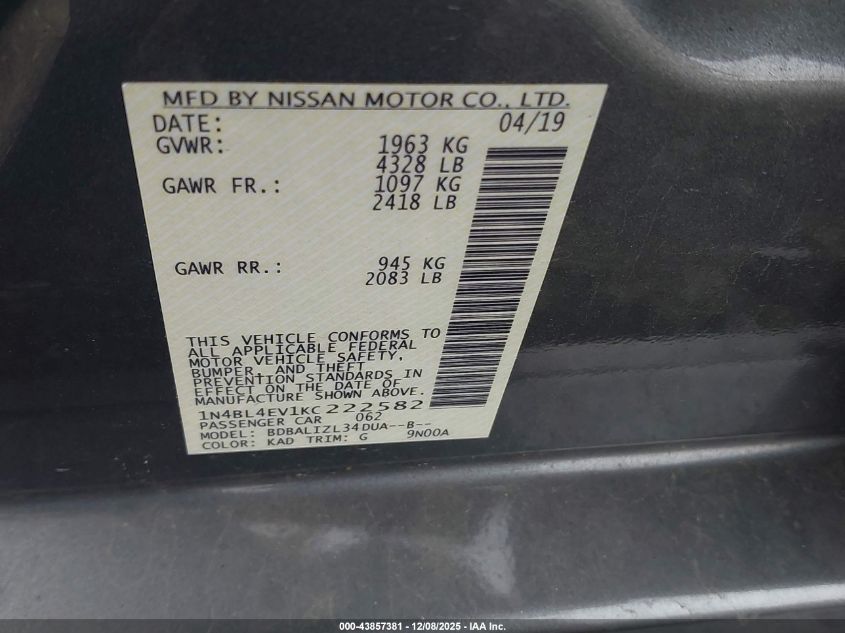 MFD BY NISSAN MOTOR CO., LTD.
DATE: 04/19
GVWR: 1963 KG
4328 LB
GAWR FR.: 1097 KG
2418 LB
GAWR RR.: 945 KG
2083 LB
THIS VEHICLE CONFORMS TO
ALL APPLICABLE FEDERAL
MOTOR VEHICLE SAFETY,
BUMPER, AND THEFT
PREVENTION STANDARDS IN
EFFECT ON THE DATE OF
MANUFACTURE SHOWN ABOVE.
1N4BL4EV1KC222582
PASSENGER CAR 062
MODEL: BDBALIZL34DUA--B--
COLOR: KAD TRIM: G 9N00A
000-43857381 - 12/08/2025 - IAA Inc.